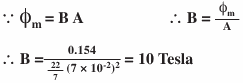 ∵ ϕₘ = B A ∴ B = ϕₘ / A
∴ B = 0.154 / (22/7 (7 × 10⁻²)²) = 10 Tesla